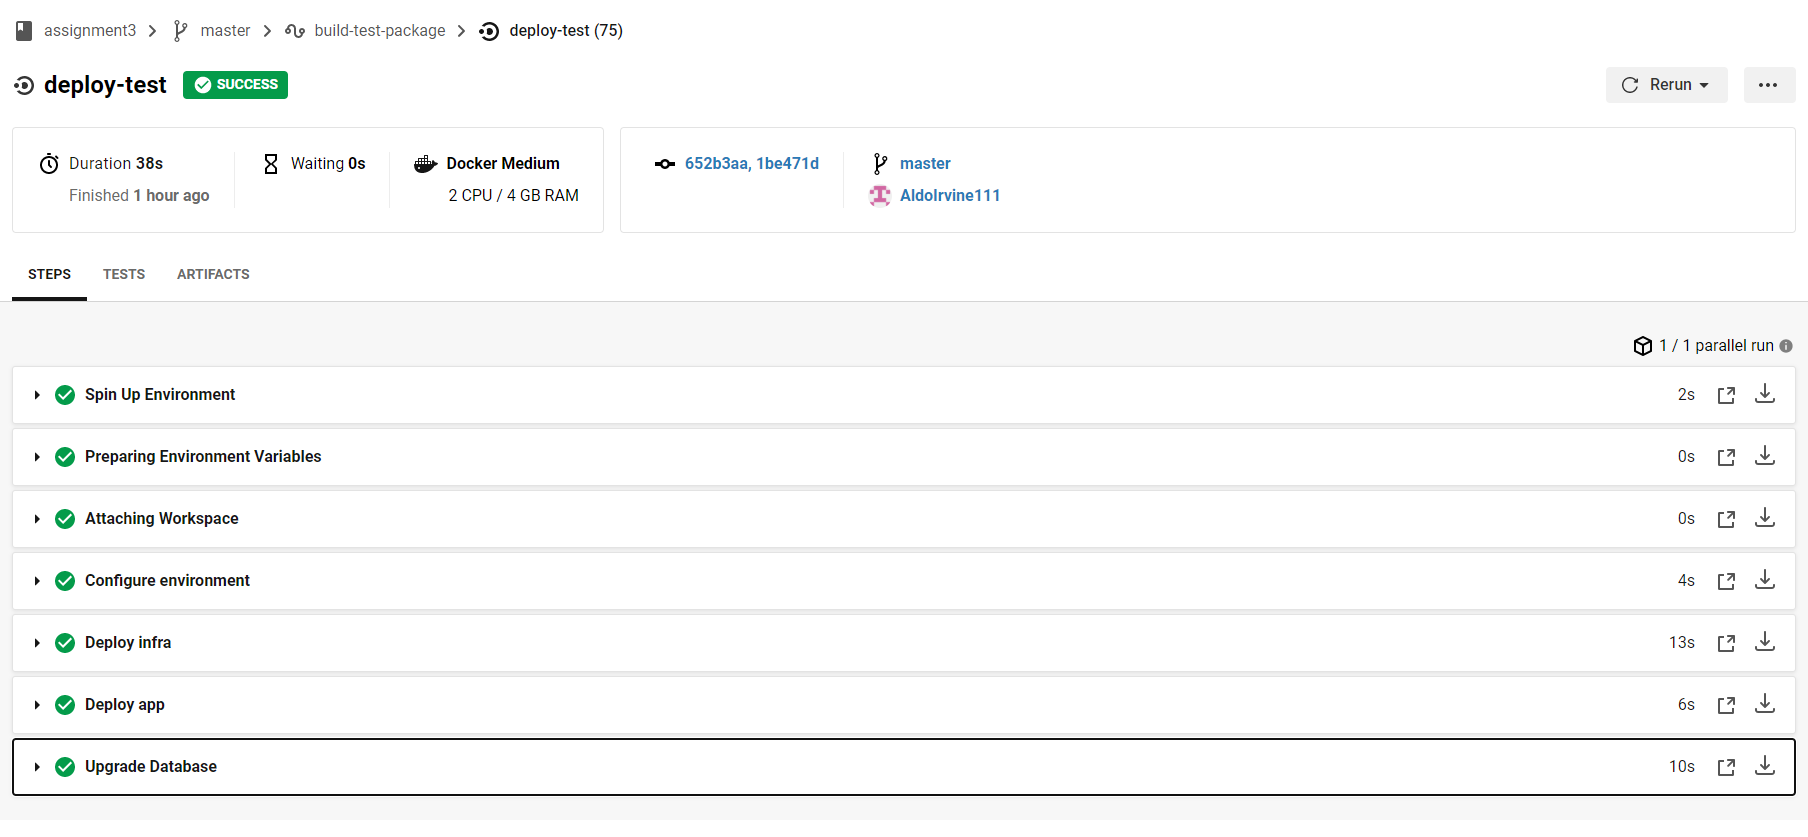 assignment3 master build-test-package deploy-test (75)
deploy-test SUCCESS Rerun
Duration 38s Waiting 0s Docker Medium 652b3aa, 1be471d master
Finished 1 hour ago 2 CPU / 4 GB RAM AldoIrvine111
STEPS TESTS ARTIFACTS
1 / 1 parallel run
Spin Up Environment 2s
Preparing Environment Variables 0s
Attaching Workspace 0s
Configure environment 4s
Deploy infra 13s
Deploy app 6s
Upgrade Database 10s